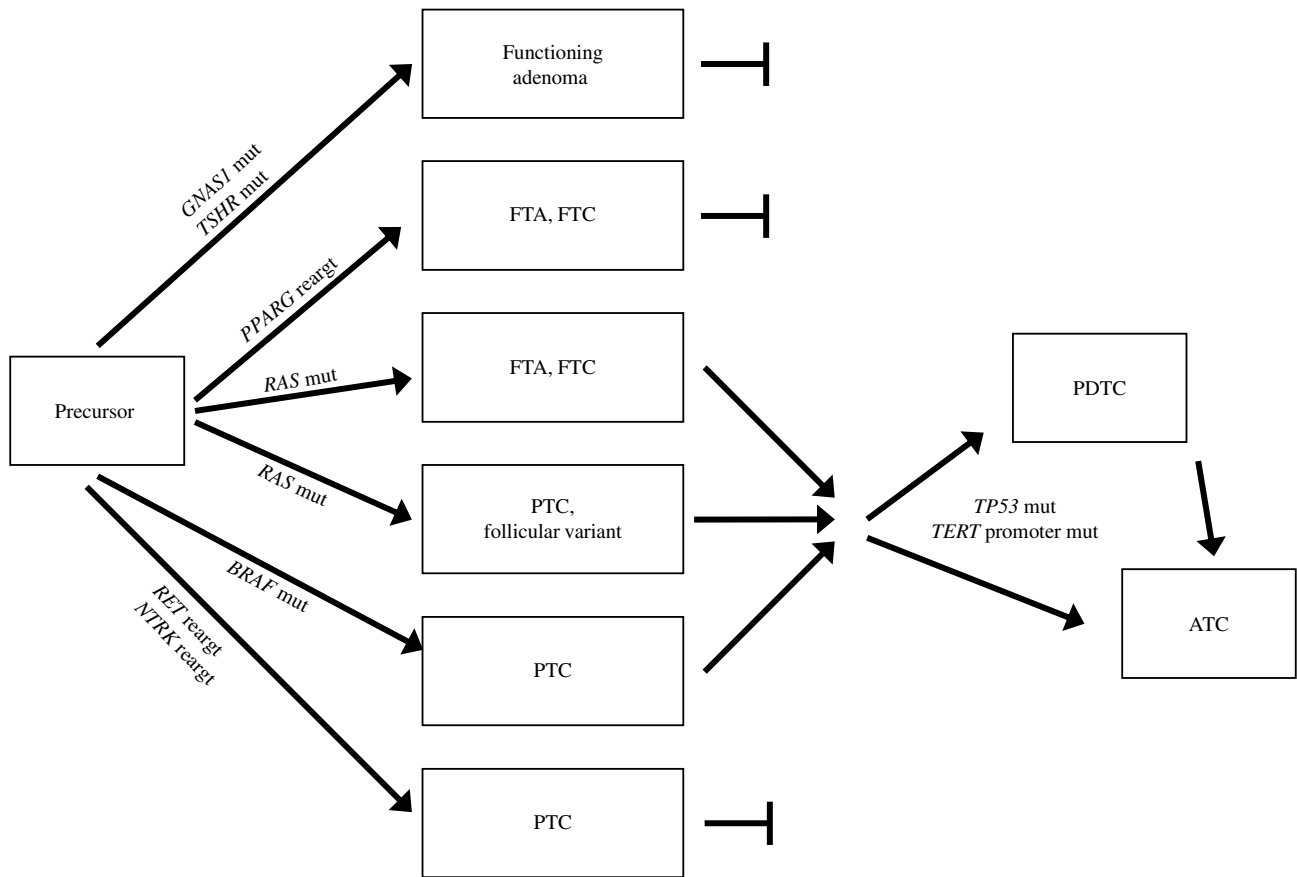 Functioning
adenoma
GNAS1 mut
TSHR mut
FTA, FTC
PPARG reargt
FTA, FTC
RAS mut
Precursor
PDTC
RAS mut
PTC,
follicular variant
TP53 mut
TERT promoter mut
BRAF mut
RET reargt
NTRK reargt
ATC
PTC
PTC